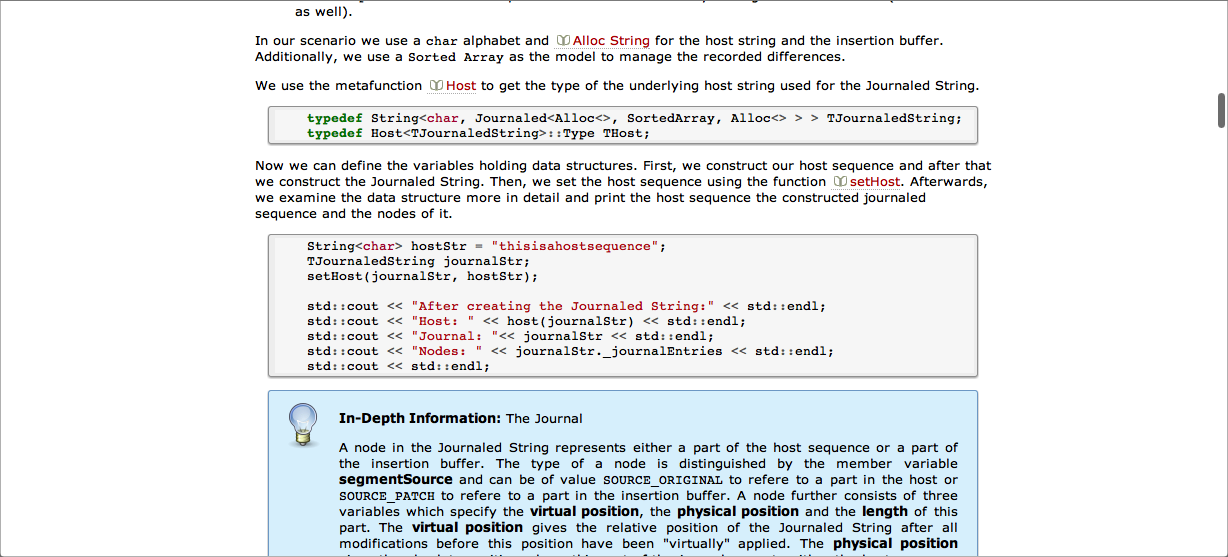 as well).
In our scenario we use a char alphabet and Alloc String for the host string and the insertion buffer.
Additionally, we use a Sorted Array as the model to manage the recorded differences.
We use the metafunction Host to get the type of the underlying host string used for the Journaled String.
typedef String<char, Journaled<Alloc<>, SortedArray, Alloc<> > > TJournaledString;
typedef Host<TJournaledString>::Type THost;
Now we can define the variables holding data structures. First, we construct our host sequence and after that
we construct the Journaled String. Then, we set the host sequence using the function setHost. Afterwards,
we examine the data structure more in detail and print the host sequence the constructed journaled
sequence and the nodes of it.
String<char> hostStr = "thisisahostsequence";
TJournaledString journalStr;
setHost(journalStr, hostStr);
std::cout << "After creating the Journaled String:" << std::endl;
std::cout << "Host: " << host(journalStr) << std::endl;
std::cout << "Journal: "<< journalStr << std::endl;
std::cout << "Nodes: " << journalStr._journalEntries << std::endl;
std::cout << std::endl;
In-Depth Information: The Journal
A node in the Journaled String represents either a part of the host sequence or a part of
the insertion buffer. The type of a node is distinguished by the member variable
segmentSource and can be of value SOURCE_ORIGINAL to refere to a part in the host or
SOURCE_PATCH to refere to a part in the insertion buffer. A node further consists of three
variables which specify the virtual position, the physical position and the length of this
part. The virtual position gives the relative position of the Journaled String after all
modifications before this position have been "virtually" applied. The physical position